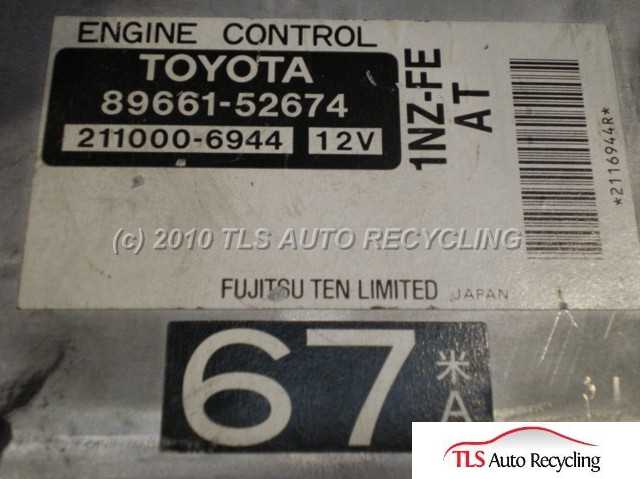 ENGINE CONTROL
TOYOTA
89661-52674
211000-6944 12V
1NZ-FE
AT
*2116944R*
(c) 2010 TLS AUTO RECYCLING
FUJITSU TEN LIMITED JAPAN
67
米
A
TLS Auto Recycling